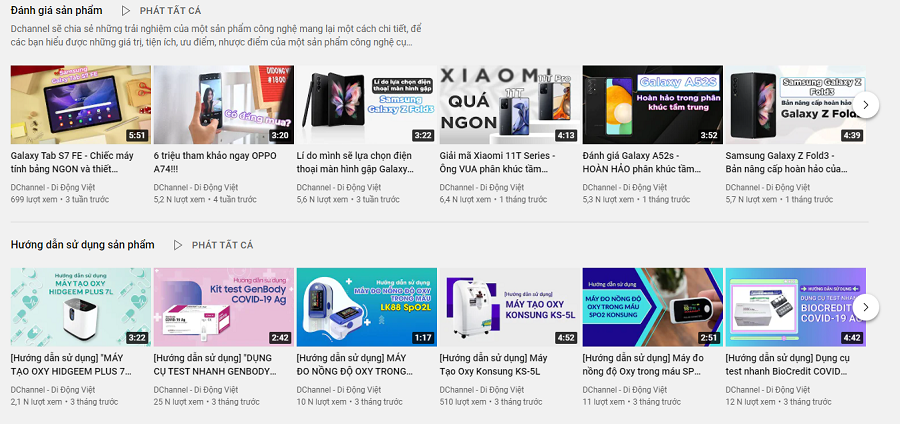 Đánh giá sản phẩm
PHÁT TẤT CẢ
Dchannel sẽ chia sẻ những trải nghiệm của một sản phẩm công nghệ mang lại một cách chi tiết, để
các bạn hiểu được những giá trị, tiện ích, ưu điểm, nhược điểm của một sản phẩm công nghệ cụ...
Samsung
Galaxy Tab S7 FE
5:51
DIDONGV
#1800
Có đáng mua?
3:20
Lí do lựa chọn điện
thoại màn hình gập
Samsung
Galaxy Z Fold3
3:22
XIAOMI
11T Pro
11T
QUÁ
NGON
4:13
Galaxy A52S
Hoàn hảo trong phân
khúc tầm trung
3:52
Samsung Galaxy Z
Fold3
Bản nâng cấp hoàn hảo của
Galaxy Z Fold
4:39
Galaxy Tab S7 FE - Chiếc máy
tính bảng NGON và thiết...
DChannel - Di Động Việt
699 lượt xem • 3 tuần trước
6 triệu tham khảo ngay OPPO
A74!!!
DChannel - Di Động Việt
5,2 N lượt xem • 4 tuần trước
Lí do mình sẽ lựa chọn điện
thoại màn hình gập Galaxy...
DChannel - Di Động Việt
5,6 N lượt xem • 3 tuần trước
Giải mã Xiaomi 11T Series -
Ông VUA phân khúc tầm...
DChannel - Di Động Việt
6,4 N lượt xem • 1 tháng trước
Đánh giá Galaxy A52s -
HOÀN HẢO phân khúc tầm...
DChannel - Di Động Việt
5,3 N lượt xem • 1 tháng trước
Samsung Galaxy Z Fold3 -
Bản nâng cấp hoàn hảo của...
DChannel - Di Động Việt
5,7 N lượt xem • 1 tháng trước
Hướng dẫn sử dụng sản phẩm
PHÁT TẤT CẢ
Hướng dẫn sử dụng
MÁY TẠO OXY
HIDGEEM PLUS 7L
3:22
Hướng dẫn sử dụng
Kit test GenBody
COVID-19 Ag
2:42
Hướng dẫn sử dụng
MÁY ĐO NỒNG ĐỘ OXY
TRONG MÁU
LK88 SpO2L
1:17
[Hướng dẫn sử dụng]
MÁY TẠO OXY
KONSUNG KS-5L
4:52
[Hướng dẫn sử dụng]
MÁY ĐO NỒNG ĐỘ
OXY TRONG MÁU
SPO2 KONSUNG
2:51
HƯỚNG DẪN SỬ DỤNG
DỤNG CỤ TEST NHANH
BIOCREDIT
COVID-19 AG
4:42
[Hướng dẫn sử dụng] "MÁY
TẠO OXY HIDGEEM PLUS 7...
DChannel - Di Động Việt
2,1 N lượt xem • 3 tháng trước
[Hướng dẫn sử dụng] "DỤNG
CỤ TEST NHANH GENBODY...
DChannel - Di Động Việt
25 N lượt xem • 3 tháng trước
[Hướng dẫn sử dụng] MÁY
ĐO NỒNG ĐỘ OXY TRONG...
DChannel - Di Động Việt
10 N lượt xem • 3 tháng trước
[Hướng dẫn sử dụng] Máy
Tạo Oxy Konsung KS-5L
DChannel - Di Động Việt
510 lượt xem • 3 tháng trước
[Hướng dẫn sử dụng] Máy đo
nồng độ Oxy trong máu SP...
DChannel - Di Động Việt
11 lượt xem • 3 tháng trước
[Hướng dẫn sử dụng] Dụng cụ
test nhanh BioCredit COVID...
DChannel - Di Động Việt
12 N lượt xem • 3 tháng trước